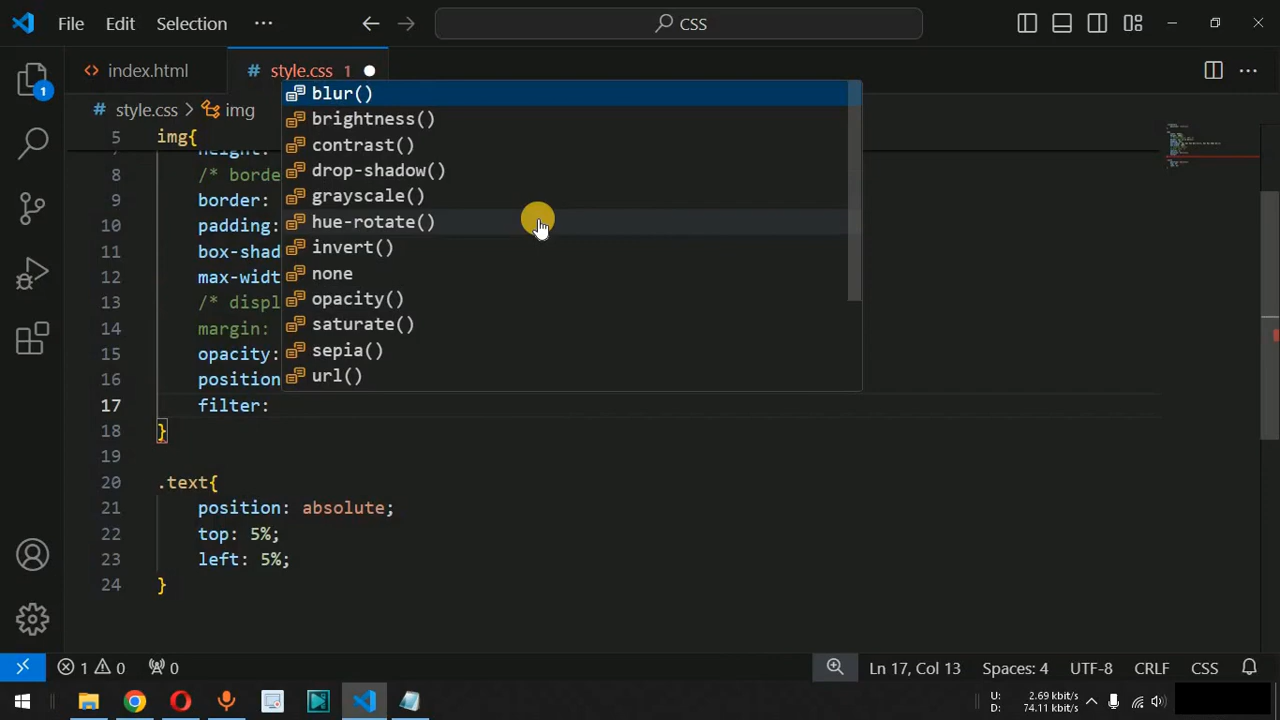 File Edit Selection ··· CSS
index.html # style.css 1
1 # style.css > img
5 img{
height:
8 /* borde
9 border:
10 padding:
11 box-shad
12 max-widt
13 /* displ
14 margin:
15 opacity:
16 position
17 filter:
18 }
19
20 .text{
21 position: absolute;
22 top: 5%;
23 left: 5%;
24 }
blur()
brightness()
contrast()
drop-shadow()
grayscale()
hue-rotate()
invert()
none
opacity()
saturate()
sepia()
url()
1 0 0 Ln 17, Col 13 Spaces: 4 UTF-8 CRLF CSS
U: 2.69 kbit/s
D: 74.11 kbit/s